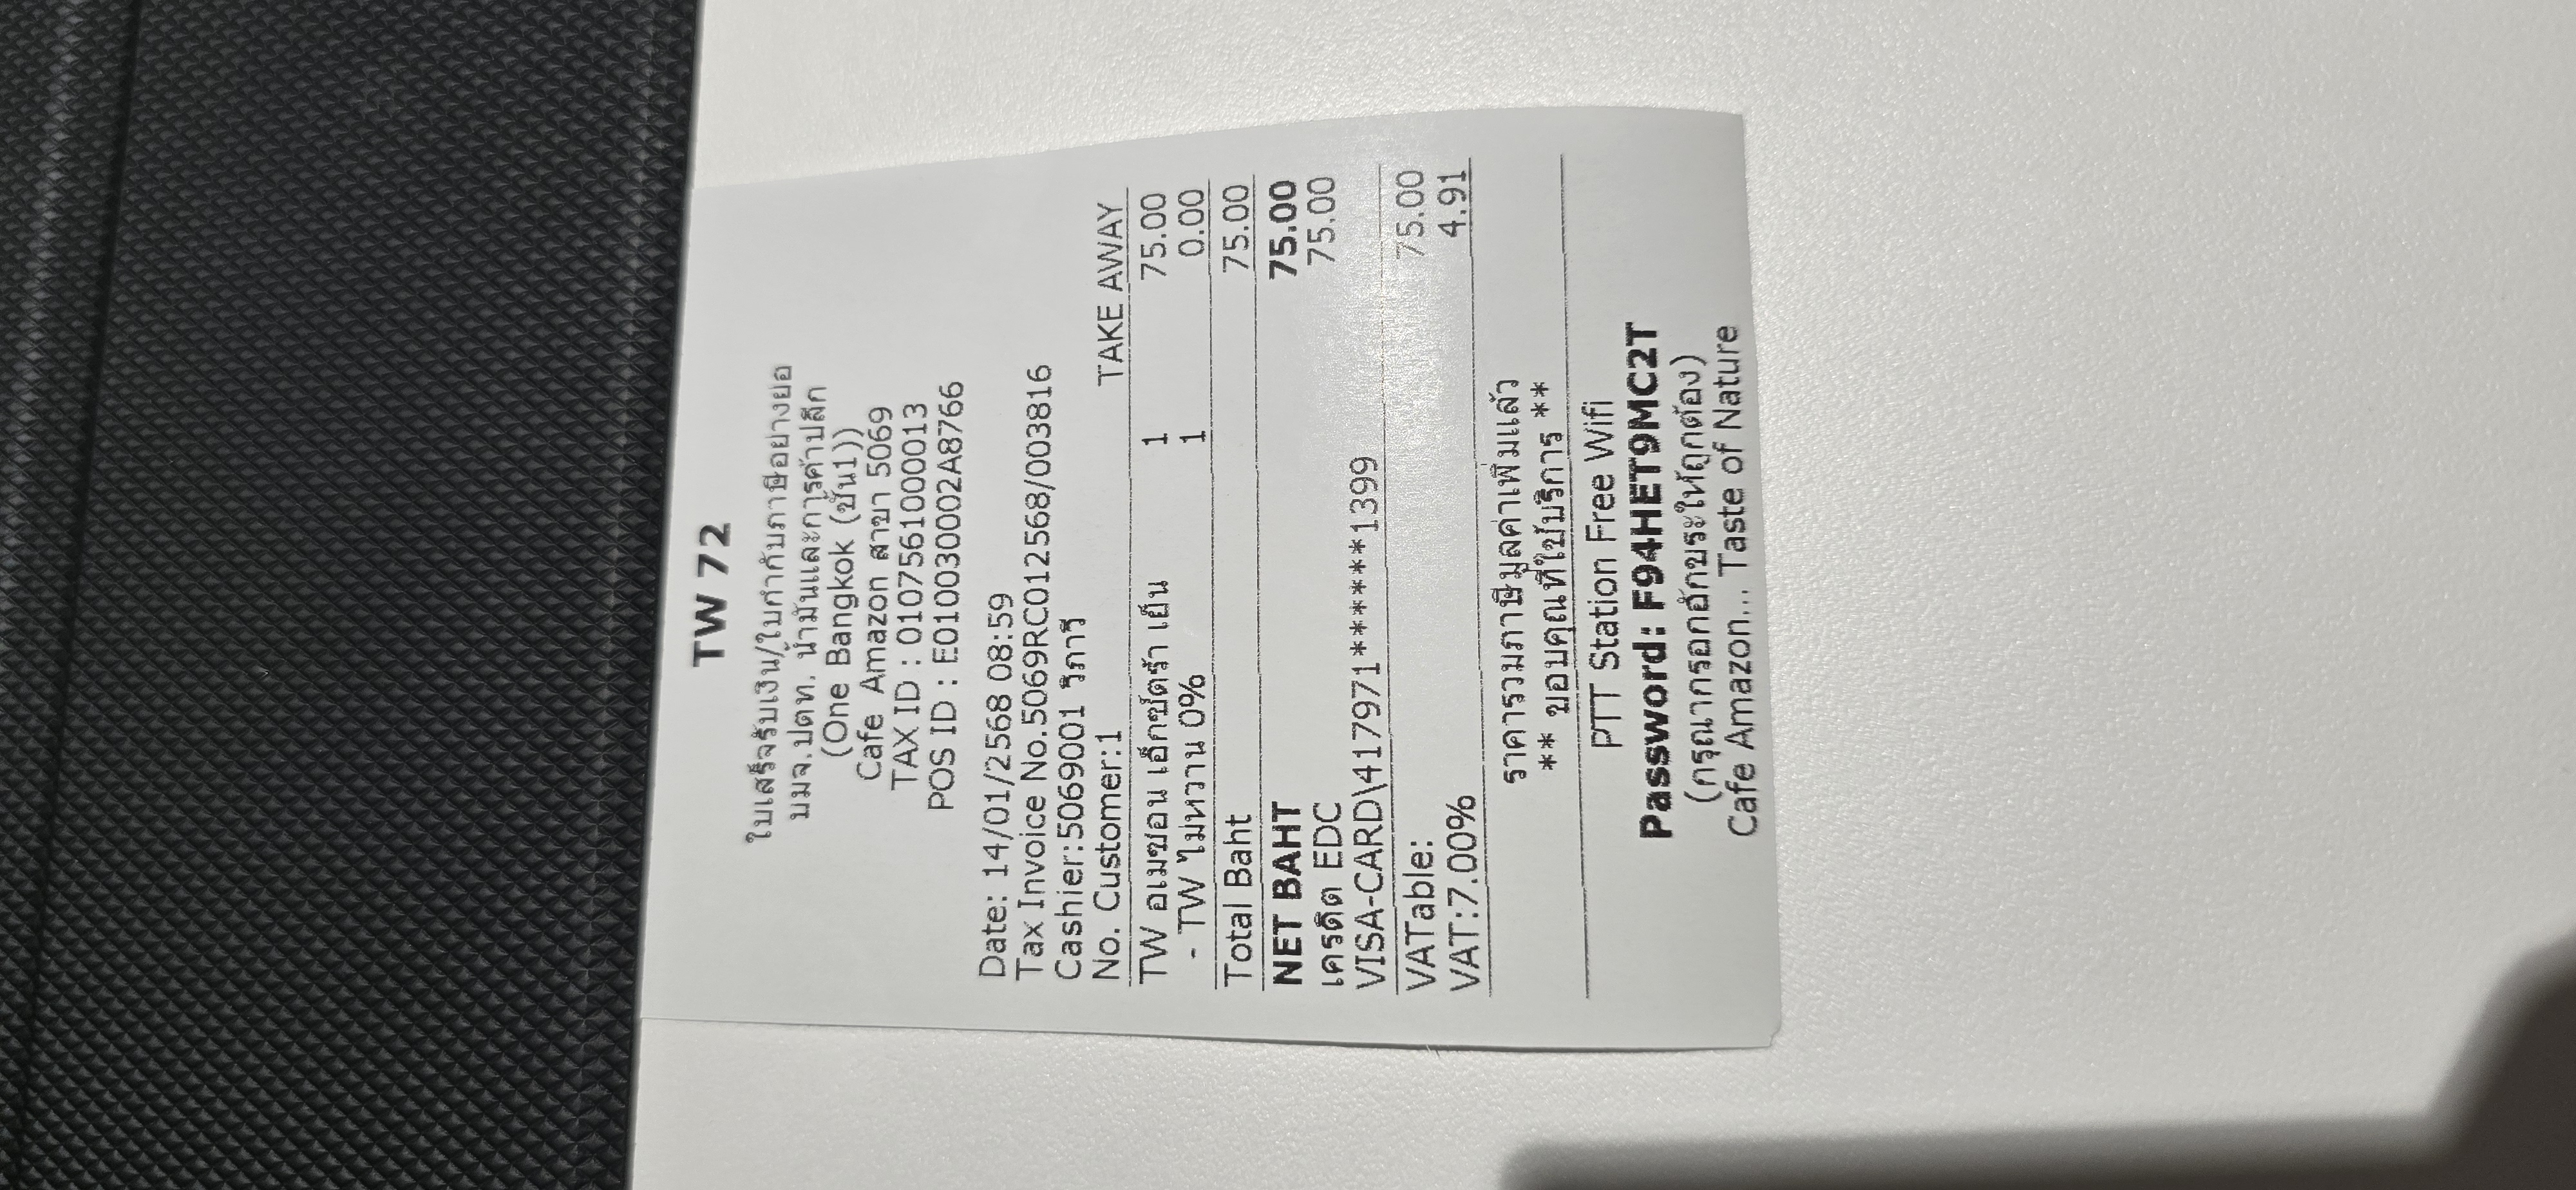 TW 72
ใบเสร็จรับเงิน/ใบกำกับภาษีอย่างย่อ
บมจ.ปตท. น้ำมันและการค้าปลีก
(One Bangkok (ชั้น1))
Cafe Amazon สาขา 5069
TAX ID : 0107561000013
POS ID : E010030002A8766
Date: 14/01/2568 08:59
Tax Invoice No.5069RC012568/003816
Cashier:5069001 วิภาวี
No. Customer:1 TAKE AWAY
TW อเมซอน เอ็กซ์ตร้า เย็น 1 75.00
- TW ไม่หวาน 0% 1 0.00
Total Baht 75.00
NET BAHT 75.00
เครดิต EDC 75.00
VISA-CARD\417971******1399
VATable: 75.00
VAT:7.00% 4.91
ราคารวมภาษีมูลค่าเพิ่มแล้ว
** ขอบคุณที่ใช้บริการ **
PTT Station Free Wifi
Password: F94HET9MC2T
(กรุณากรอกอักขระให้ถูกต้อง)
Cafe Amazon... Taste of Nature